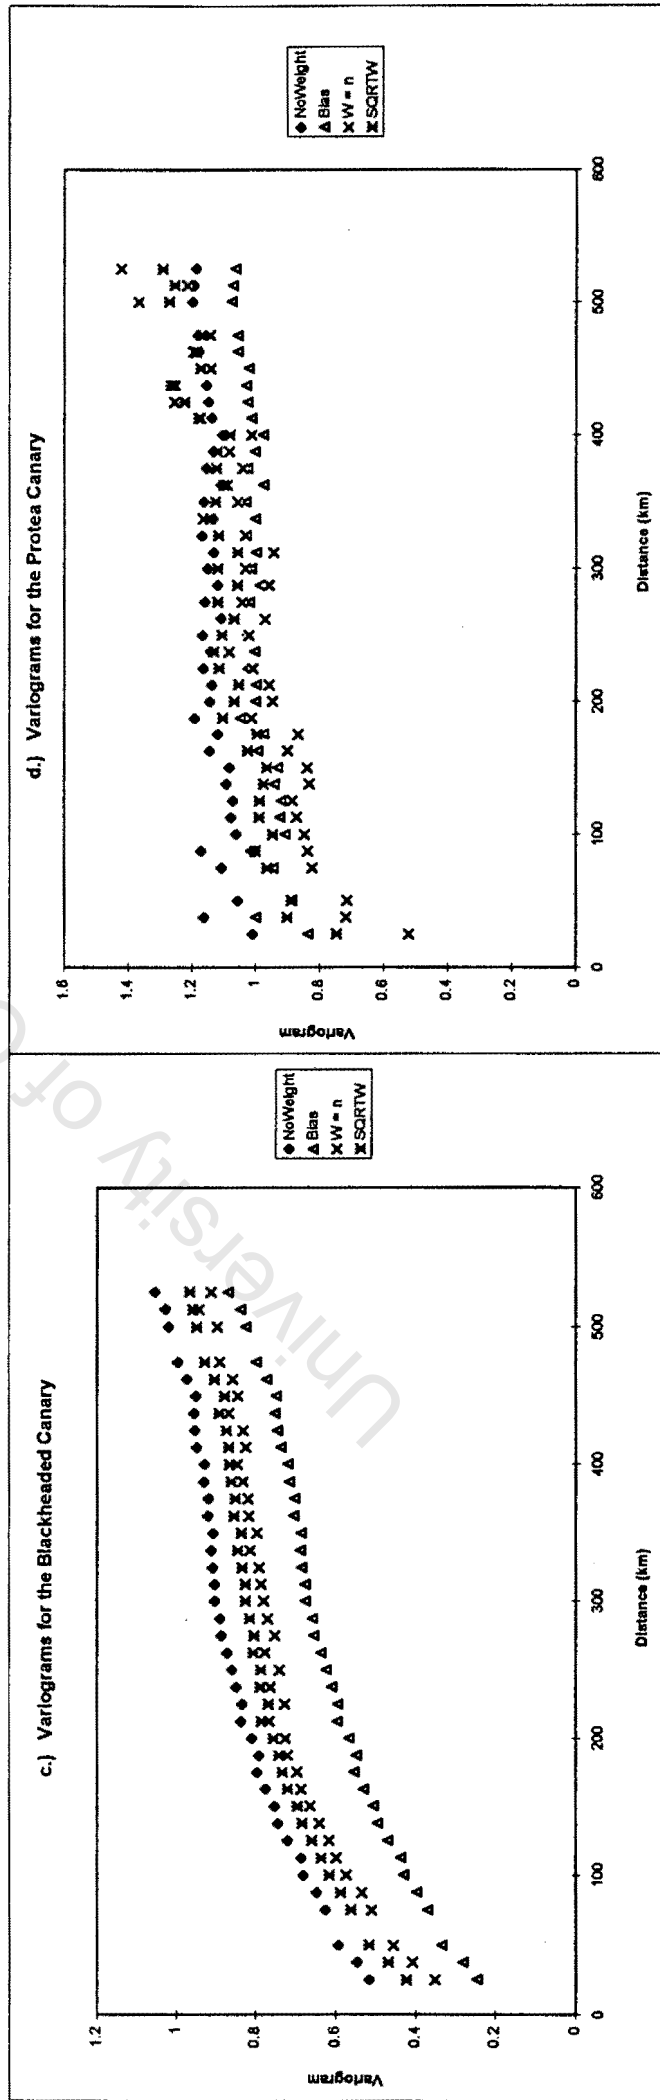 c.) Variograms for the Blackheaded Canary
1.2
1
0.8
0.6
0.4
0.2
0
Variogram
0
100
200
300
400
500
600
Distance (km)
NoWeight
Bias
W = n
SQRTW
d.) Variograms for the Protea Canary
1.6
1.4
1.2
1
0.8
0.6
0.4
0.2
0
Variogram
0
100
200
300
400
500
600
Distance (km)
NoWeight
Bias
W = n
SQRTW
University of C